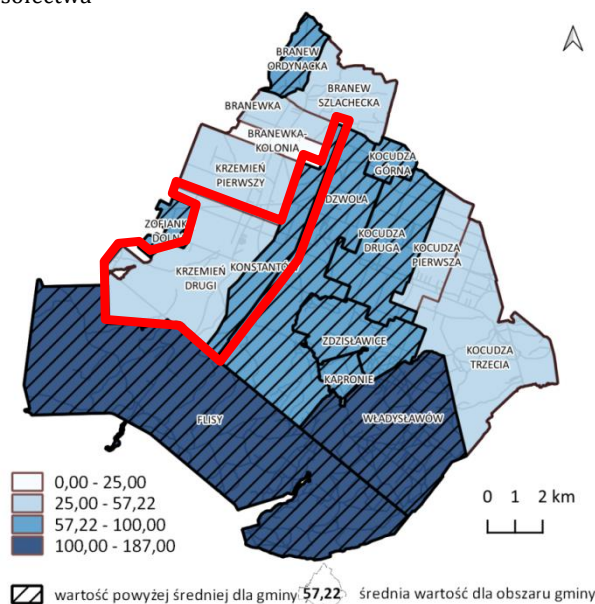 sołectwa
BRANEW
ORDYNACKA
BRANEW
SZLACHECKA
BRANEWKA
BRANEWKA-
KOLONIA
KOCUDZA
GÓRNA
KRZEMIEŃ
PIERWSZY
DZWOLA
ZOFIANKA
DOLNA
KOCUDZA
DRUGA
KOCUDZA
PIERWSZA
KRZEMIEŃ
DRUGI
KONSTANTÓW
ZDZISŁAWICE
KOCUDZA
TRZECIA
KAPRONIE
FLISY
WŁADYSŁAWÓW
0,00 - 25,00
25,00 - 57,22
57,22 - 100,00
100,00 - 187,00
0 1 2 km
wartość powyżej średniej dla gminy
57,22 średnia wartość dla obszaru gminy